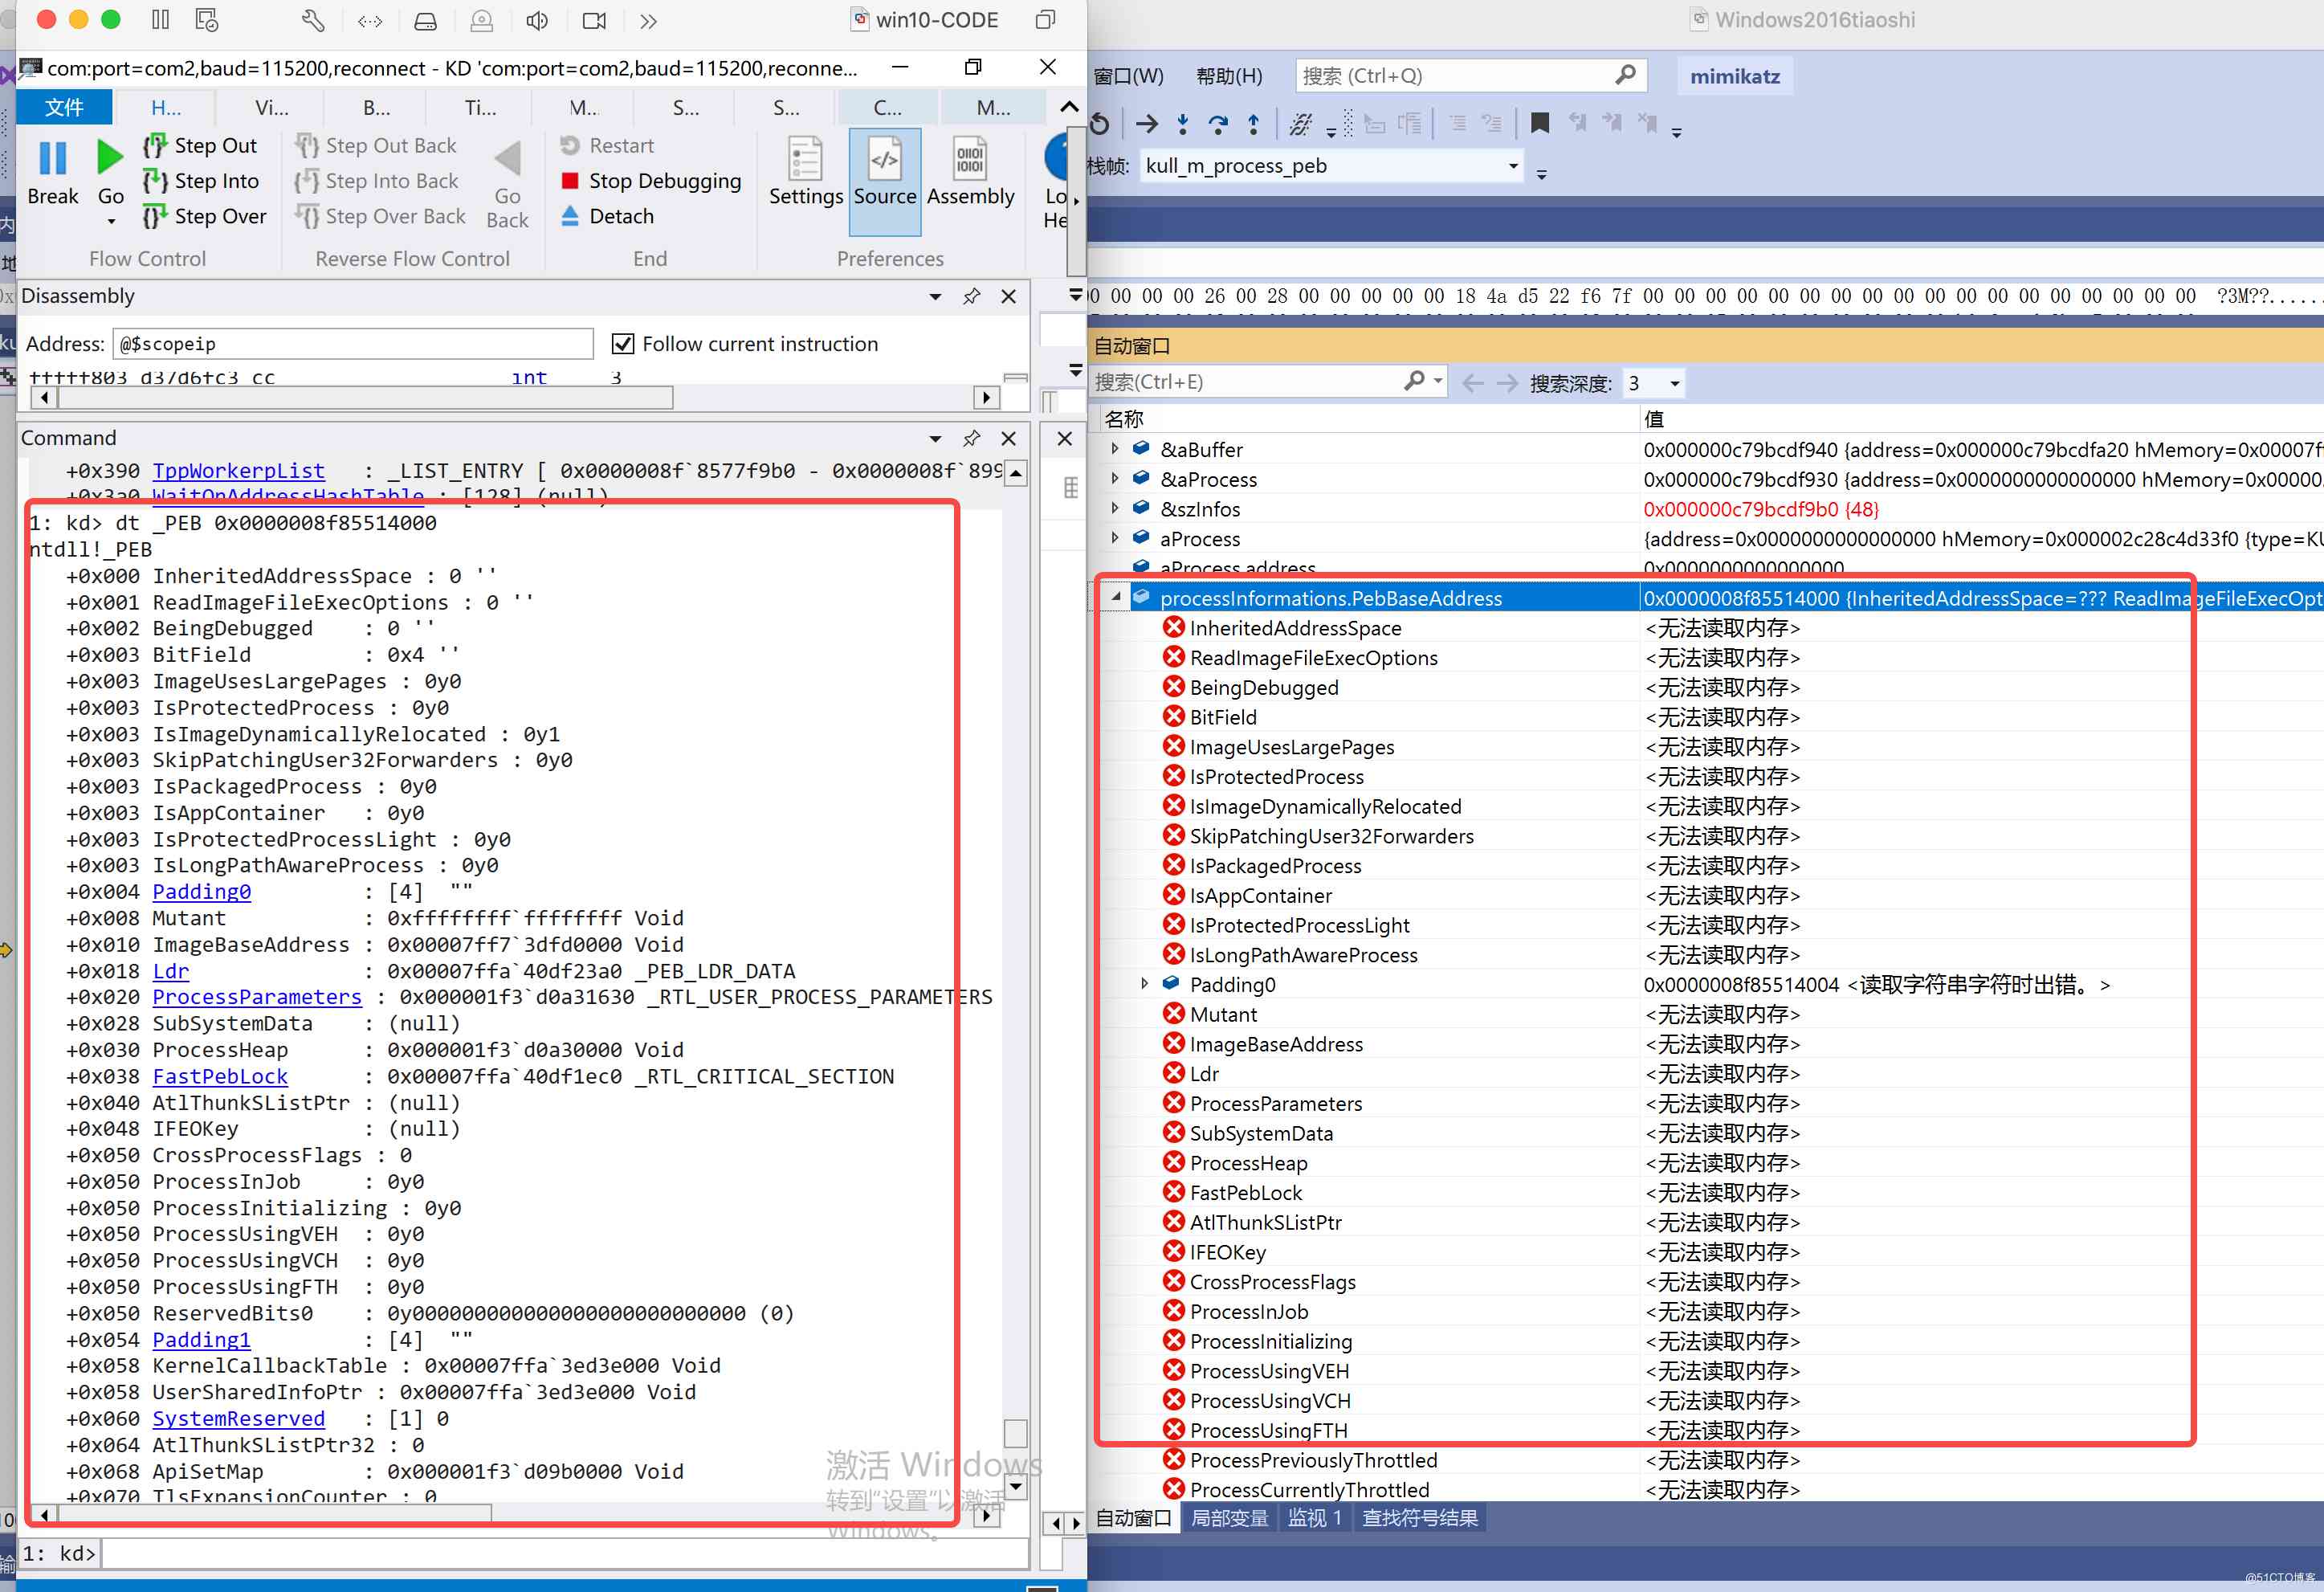 win10-CODE
Windows2016tiaoshi
com:port=com2,baud=115200,reconnect - KD 'com:port=com2,baud=115200,reconne...
文件 H... Vi... B... Ti... M... S... S... C... M...
Break
Go
Step Out
Step Into
Step Over
Flow Control
Step Out Back
Step Into Back
Step Over Back
Go Back
Reverse Flow Control
Restart
Stop Debugging
Detach
End
Settings
Source
Assembly
Preferences
Lo
He
Disassembly
Address: @$scopeip
Follow current instruction
fffff803 d37d6fc3 cc int 3
Command
+0x390 TppWorkerpList : _LIST_ENTRY [ 0x0000008f`8577f9b0 - 0x0000008f`899
+0x3a0 WaitOnAddressHashTable : [128] (null)
1: kd> dt _PEB 0x0000008f85514000
ntdll!_PEB
+0x000 InheritedAddressSpace : 0 ''
+0x001 ReadImageFileExecOptions : 0 ''
+0x002 BeingDebugged : 0 ''
+0x003 BitField : 0x4 ''
+0x003 ImageUsesLargePages : 0y0
+0x003 IsProtectedProcess : 0y0
+0x003 IsImageDynamicallyRelocated : 0y1
+0x003 SkipPatchingUser32Forwarders : 0y0
+0x003 IsPackagedProcess : 0y0
+0x003 IsAppContainer : 0y0
+0x003 IsProtectedProcessLight : 0y0
+0x003 IsLongPathAwareProcess : 0y0
+0x004 Padding0 : [4] ""
+0x008 Mutant : 0xffffffff`ffffffff Void
+0x010 ImageBaseAddress : 0x00007ff7`3dfd0000 Void
+0x018 Ldr : 0x00007ffa`40df23a0 _PEB_LDR_DATA
+0x020 ProcessParameters : 0x000001f3`d0a31630 _RTL_USER_PROCESS_PARAMETERS
+0x028 SubSystemData : (null)
+0x030 ProcessHeap : 0x000001f3`d0a30000 Void
+0x038 FastPebLock : 0x00007ffa`40df1ec0 _RTL_CRITICAL_SECTION
+0x040 AtlThunkSListPtr : (null)
+0x048 IFEOKey : (null)
+0x050 CrossProcessFlags : 0
+0x050 ProcessInJob : 0y0
+0x050 ProcessInitializing : 0y0
+0x050 ProcessUsingVEH : 0y0
+0x050 ProcessUsingVCH : 0y0
+0x050 ProcessUsingFTH : 0y0
+0x050 ReservedBits0 : 0y000000000000000000000000000 (0)
+0x054 Padding1 : [4] ""
+0x058 KernelCallbackTable : 0x00007ffa`3ed3e000 Void
+0x058 UserSharedInfoPtr : 0x00007ffa`3ed3e000 Void
+0x060 SystemReserved : [1] 0
+0x064 AtlThunkSListPtr32 : 0
+0x068 ApiSetMap : 0x000001f3`d09b0000 Void
+0x070 TlsExpansionCounter : 0
激活 Windows
转到"设置"以激活
Windows。
1: kd>
窗口(W) 帮助(H) 搜索 (Ctrl+Q) mimikatz
栈帧: kull_m_process_peb
00 00 00 00 26 00 28 00 00 00 00 00 18 4a d5 22 f6 7f 00 00 00 00 00 00 00 00 00 00 00 00 00 00 00 00 00 00 ?3M??......
自动窗口
搜索(Ctrl+E) 搜索深度: 3
名称 值
&aBuffer 0x000000c79bcdf940 {address=0x000000c79bcdfa20 hMemory=0x00007f
&aProcess 0x000000c79bcdf930 {address=0x0000000000000000 hMemory=0x00000
&szInfos 0x000000c79bcdf9b0 {48}
aProcess {address=0x0000000000000000 hMemory=0x000002c28c4d33f0 {type=KU
aProcess.address 0x0000000000000000
processInformations.PebBaseAddress 0x0000008f85514000 {InheritedAddressSpace=??? ReadImageFileExecOpt
InheritedAddressSpace <无法读取内存>
ReadImageFileExecOptions <无法读取内存>
BeingDebugged <无法读取内存>
BitField <无法读取内存>
ImageUsesLargePages <无法读取内存>
IsProtectedProcess <无法读取内存>
IsImageDynamicallyRelocated <无法读取内存>
SkipPatchingUser32Forwarders <无法读取内存>
IsPackagedProcess <无法读取内存>
IsAppContainer <无法读取内存>
IsProtectedProcessLight <无法读取内存>
IsLongPathAwareProcess <无法读取内存>
Padding0 0x0000008f85514004 <读取字符串字符时出错。>
Mutant <无法读取内存>
ImageBaseAddress <无法读取内存>
Ldr <无法读取内存>
ProcessParameters <无法读取内存>
SubSystemData <无法读取内存>
ProcessHeap <无法读取内存>
FastPebLock <无法读取内存>
AtlThunkSListPtr <无法读取内存>
IFEOKey <无法读取内存>
CrossProcessFlags <无法读取内存>
ProcessInJob <无法读取内存>
ProcessInitializing <无法读取内存>
ProcessUsingVEH <无法读取内存>
ProcessUsingVCH <无法读取内存>
ProcessUsingFTH <无法读取内存>
ProcessPreviouslyThrottled <无法读取内存>
ProcessCurrentlyThrottled <无法读取内存>
自动窗口 局部变量 监视 1 查找符号结果
@51CTO博客